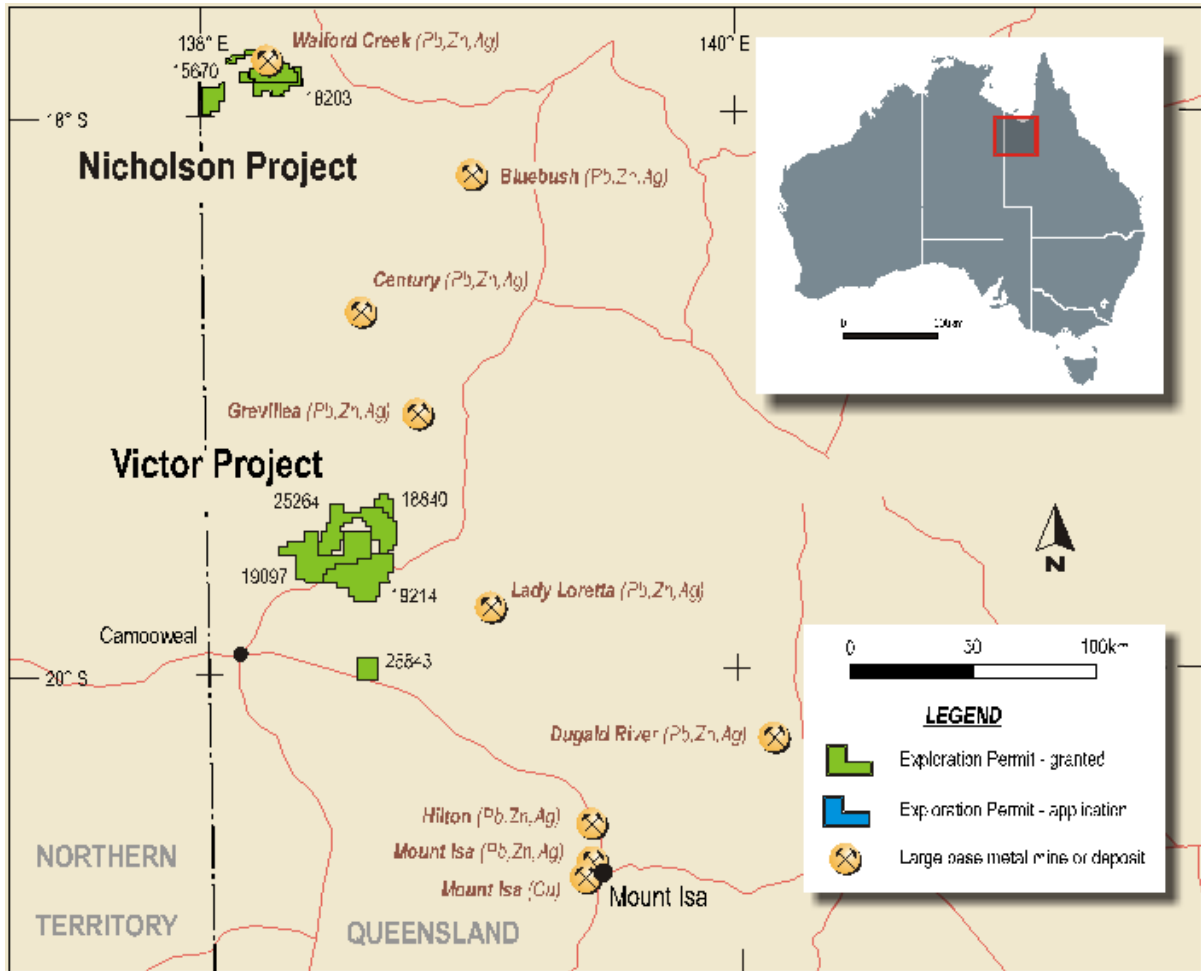 138° E
140° E
Walford Creek (Pb,Zn,Ag)
15670
18203
18° S
Nicholson Project
Bluebush (Pb,Zn,Ag)
Century (Pb,Zn,Ag)
Grevillea (Pb,Zn,Ag)
Victor Project
25264
18840
19097
19214
Lady Loretta (Pb,Zn,Ag)
Camooweal
20° S
Dugald River (Pb,Zn,Ag)
Hilton (Pb,Zn,Ag)
Mount Isa (Pb,Zn,Ag)
Mount Isa (Cu)
Mount Isa
NORTHERN
TERRITORY
QUEENSLAND
0
N
0 50 100km
LEGEND
Exploration Permit - granted
Exploration Permit - application
Large base metal mine or deposit